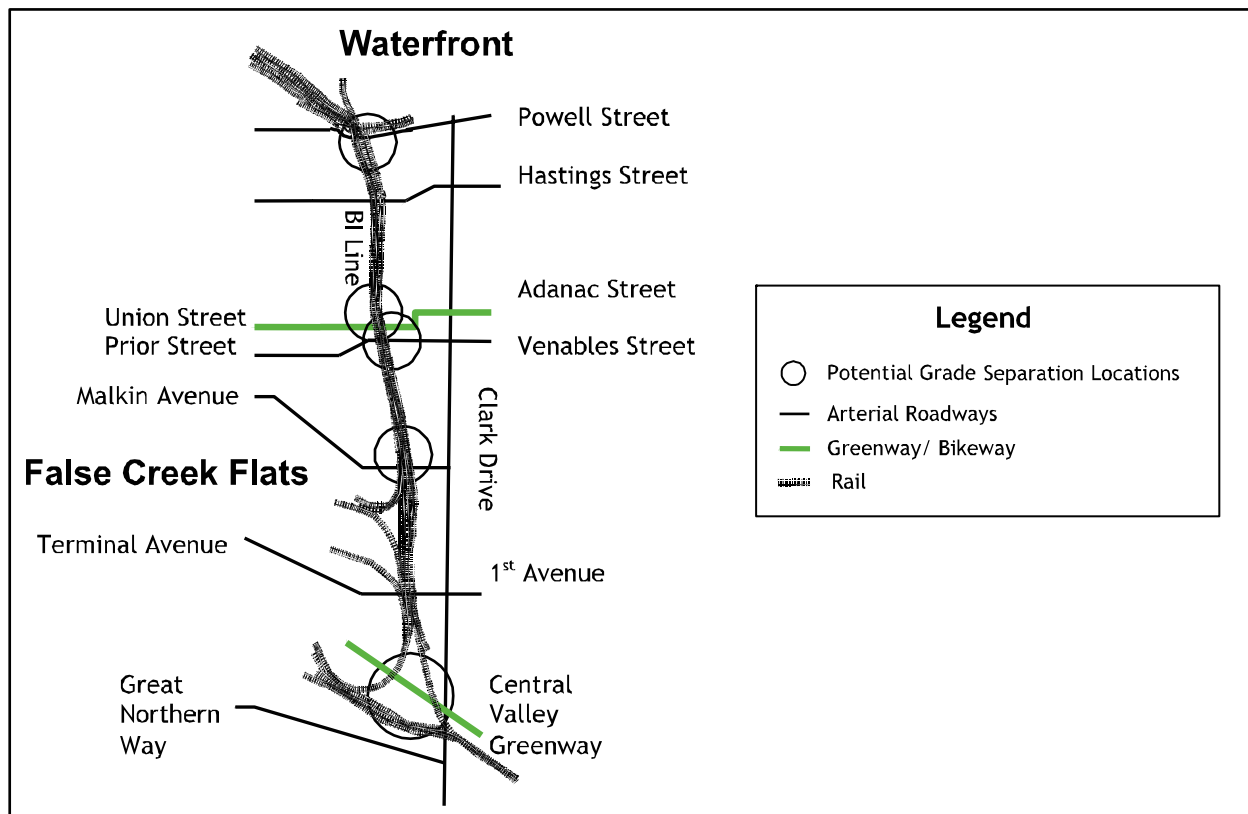 Waterfront
Powell Street
Hastings Street
BI Line
Adanac Street
Union Street
Prior Street
Venables Street
Malkin Avenue
Clark Drive
False Creek Flats
Terminal Avenue
1st Avenue
Great
Northern
Way
Central
Valley
Greenway
Legend
Potential Grade Separation Locations
Arterial Roadways
Greenway/ Bikeway
Rail